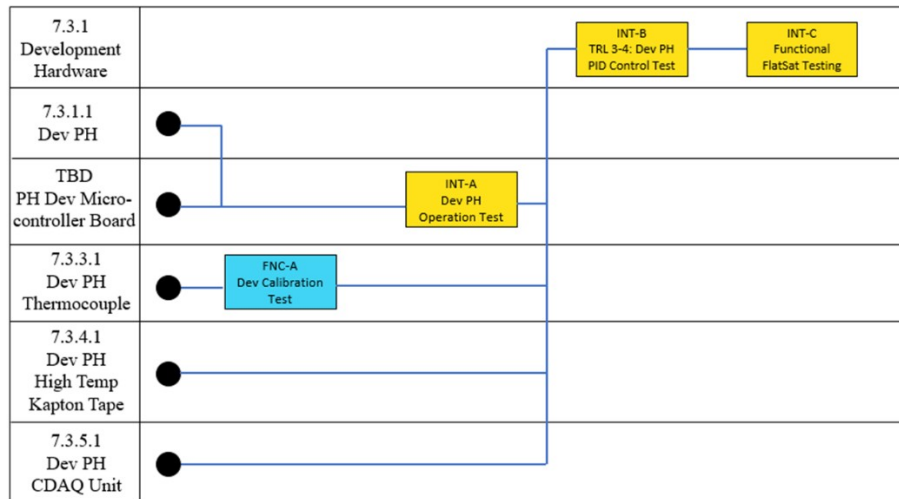 7.3.1
Development
Hardware
INT-B
TRL 3-4: Dev PH
PID Control Test
INT-C
Functional
FlatSat Testing
7.3.1.1
Dev PH
TBD
PH Dev Micro-
controller Board
INT-A
Dev PH
Operation Test
7.3.3.1
Dev PH
Thermocouple
FNC-A
Dev Calibration
Test
7.3.4.1
Dev PH
High Temp
Kapton Tape
7.3.5.1
Dev PH
CDAQ Unit